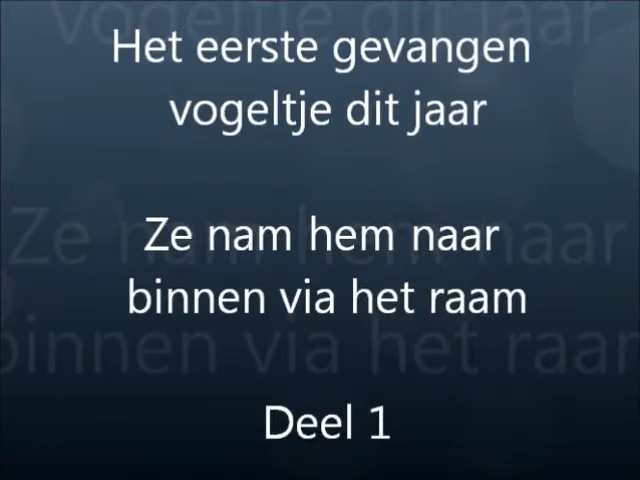 Het eerste gevangen
vogeltje dit jaar
Ze nam hem naar
binnen via het raam
Deel 1